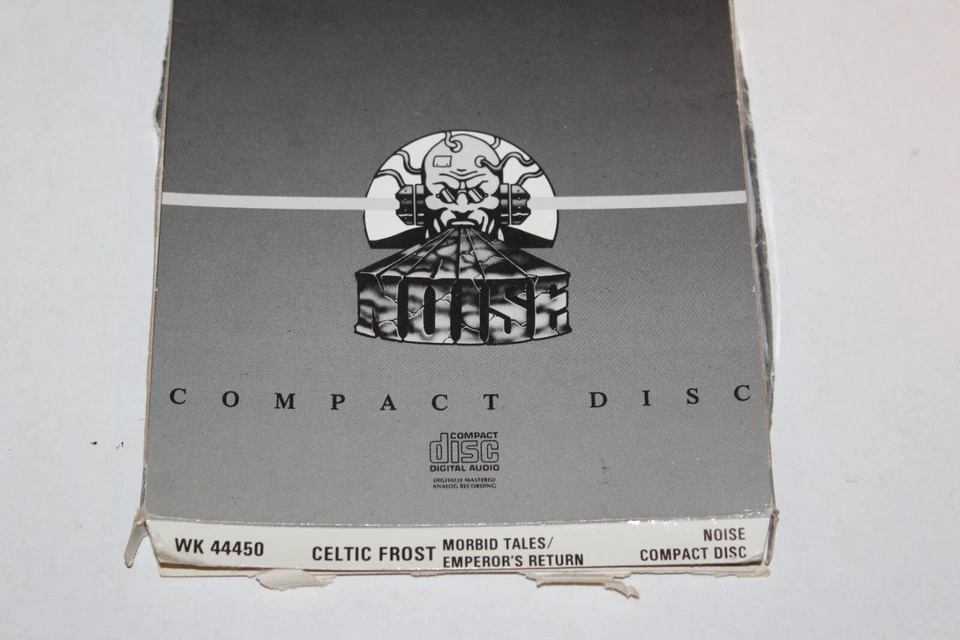 NOISE
COMPACT DISC
COMPACT
disc
DIGITAL AUDIO
DIGITALLY MASTERED
ANALOG RECORDING
WK 44450
CELTIC FROST MORBID TALES/
EMPEROR'S RETURN
NOISE
COMPACT DISC